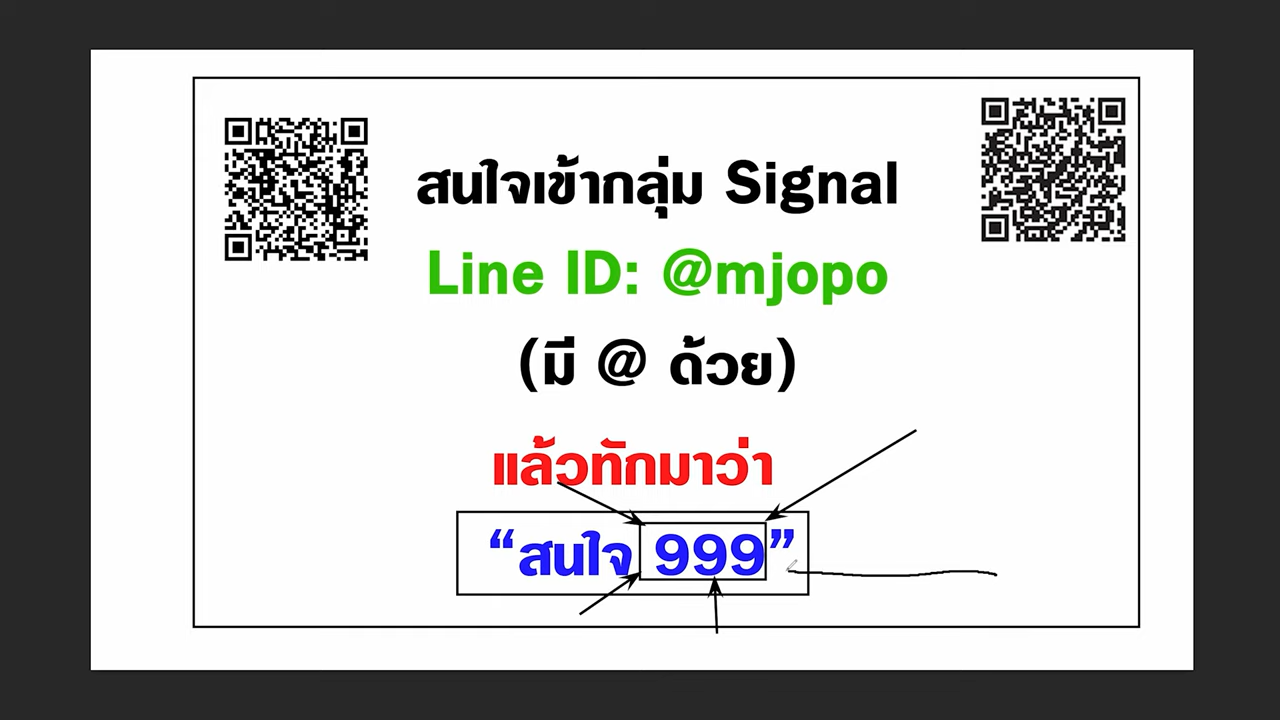 สนใจเข้ากลุ่ม Signal
Line ID: @mjopo
(มี @ ด้วย)
แล้วทักมาว่า
“สนใจ 999”